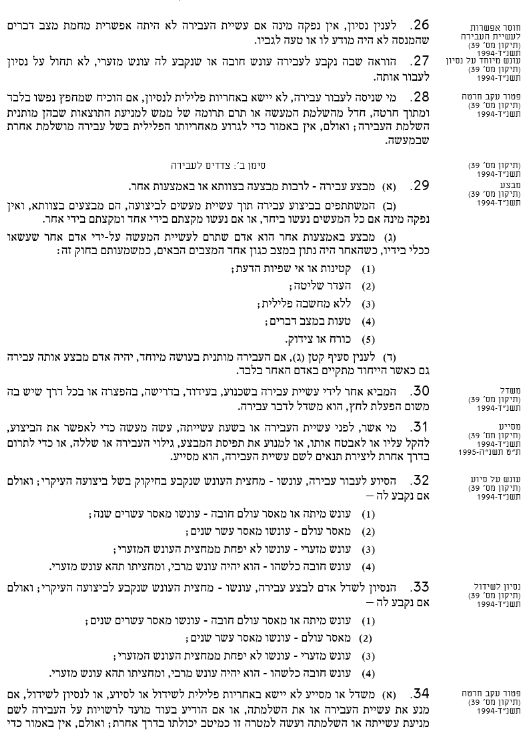 חוסר אפשרות
לעשיית העבירה
(תיקון מס' 39)
תשנ"ד-1994
26. לענין נסיון, אין נפקה מינה אם עשיית העבירה לא היתה אפשרית מחמת מצב דברים
שהמנסה לא היה מודע לו או טעה לגביו.
עונש מיוחד על נסיון
(תיקון מס' 39)
תשנ"ד-1994
27. הוראה שבה נקבע לעבירה עונש חובה או שנקבע לה עונש מזערי, לא תחול על נסיון
לעבור אותה.
פטור עקב חרטה
(תיקון מס' 39)
תשנ"ד-1994
28. מי שניסה לעבור עבירה, לא יישא באחריות פלילית לנסיון, אם הוכיח שמחפץ נפשו בלבד
ומתוך חרטה, חדל מהשלמת המעשה או תרם תרומה של ממש למניעת התוצאות שבהן מותנית
השלמת העבירה; ואולם, אין באמור כדי לגרוע מאחריותו הפלילית בשל עבירה מושלמת אחרת
שבמעשה.
(תיקון מס' 39)
תשנ"ד-1994
סימן ב': צדדים לעבירה
מבצע
(תיקון מס' 39)
תשנ"ד-1994
29. (א) מבצע עבירה - לרבות מבצעה בצוותא או באמצעות אחר.
(ב) המשתתפים בביצוע עבירה תוך עשיית מעשים לביצועה, הם מבצעים בצוותא, ואין
נפקה מינה אם כל המעשים נעשו ביחד, או אם נעשו מקצתם בידי אחד ומקצתם בידי אחר.
(ג) מבצע באמצעות אחר הוא אדם שתרם לעשיית המעשה על-ידי אדם אחר שעשאו
ככלי בידיו, כשהאחר היה נתון במצב כגון אחד המצבים הבאים, כמשמעותם בחוק זה:
(1) קטינות או אי שפיות הדעת;
(2) העדר שליטה;
(3) ללא מחשבה פלילית;
(4) טעות במצב דברים;
(5) כורח או צידוק.
(ד) לענין סעיף קטן (ג), אם העבירה מותנית בעושה מיוחד, יהיה אדם מבצע אותה עבירה
גם כאשר הייחוד מתקיים באדם האחר בלבד.
משדל
(תיקון מס' 39)
תשנ"ד-1994
30. המביא אחר לידי עשיית עבירה בשכנוע, בעידוד, בדרישה, בהפצרה או בכל דרך שיש בה
משום הפעלת לחץ, הוא משדל לדבר עבירה.
מסייע
(תיקון מס' 39)
תשנ"ד-1994
ת"ט תשנ"ה-1995
31. מי אשר, לפני עשיית העבירה או בשעת עשייתה, עשה מעשה כדי לאפשר את הביצוע,
להקל עליו או לאבטח אותו, או למנוע את תפיסת המבצע, גילוי העבירה או שללה, או כדי לתרום
בדרך אחרת ליצירת תנאים לשם עשיית העבירה, הוא מסייע.
עונש על סיוע
(תיקון מס' 39)
תשנ"ד-1994
32. הסיוע לעבור עבירה, עונשו - מחצית העונש שנקבע בחיקוק בשל ביצועה העיקרי; ואולם
אם נקבע לה –
(1) עונש מיתה או מאסר עולם חובה - עונשו מאסר עשרים שנה;
(2) מאסר עולם - עונשו מאסר עשר שנים;
(3) עונש מזערי - עונשו לא יפחת ממחצית העונש המזערי;
(4) עונש חובה כלשהו - הוא יהיה עונש מרבי, ומחציתו תהא עונש מזערי.
נסיון לשידול
(תיקון מס' 39)
תשנ"ד-1994
33. הנסיון לשדל אדם לבצע עבירה, עונשו - מחצית העונש שנקבע לביצועה העיקרי; ואולם
אם נקבע לה –
(1) עונש מיתה או מאסר עולם חובה - עונשו מאסר עשרים שנים;
(2) מאסר עולם - עונשו מאסר עשר שנים;
(3) עונש מזערי - עונשו לא יפחת ממחצית העונש המזערי;
(4) עונש חובה כלשהו - הוא יהיה עונש מרבי, ומחציתו תהא עונש מזערי.
פטור עקב חרטה
(תיקון מס' 39)
תשנ"ד-1994
34. (א) משדל או מסייע לא יישא באחריות פלילית לשידול או לסיוע, או לנסיון לשידול, אם
מנע את עשיית העבירה או את השלמתה, או אם הודיע בעוד מועד לרשויות על העבירה לשם
מניעת עשייתה או השלמתה ועשה למטרה זו כמיטב יכולתו בדרך אחרת; ואולם, אין באמור כדי